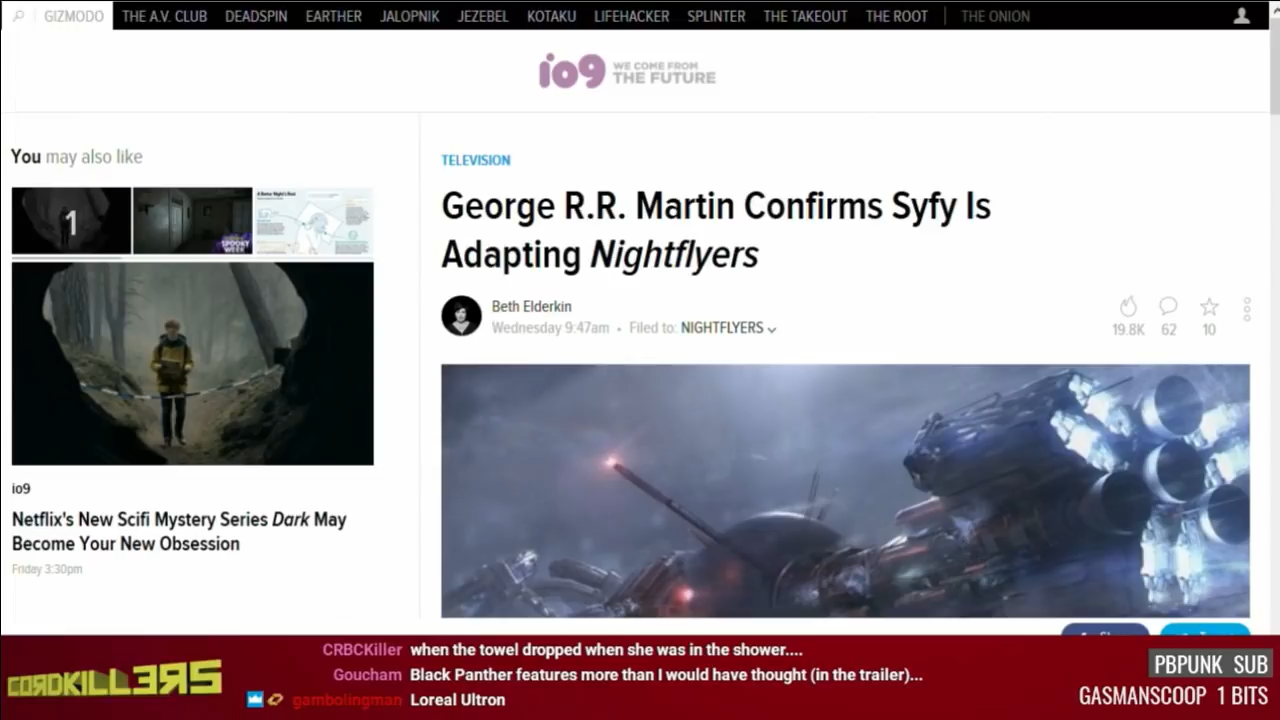 GIZMODO THE A.V. CLUB DEADSPIN EARTHER JALOPNIK JEZEBEL KOTAKU LIFEHACKER SPLINTER THE TAKEOUT THE ROOT THE ONION
io9 WE COME FROM
THE FUTURE
You may also like
1
SPOOKY
WEEK
io9
Netflix's New Scifi Mystery Series Dark May
Become Your New Obsession
Friday 3:30pm
TELEVISION
George R.R. Martin Confirms Syfy Is
Adapting Nightflyers
Beth Elderkin
Wednesday 9:47am • Filed to: NIGHTFLYERS
19.8K 62 10
CORDKILLERS
CRBCKiller when the towel dropped when she was in the shower....
Goucham Black Panther features more than I would have thought (in the trailer)...
gambolingman Loreal Ultron
PBPUNK SUB
GASMANSCOOP 1 BITS